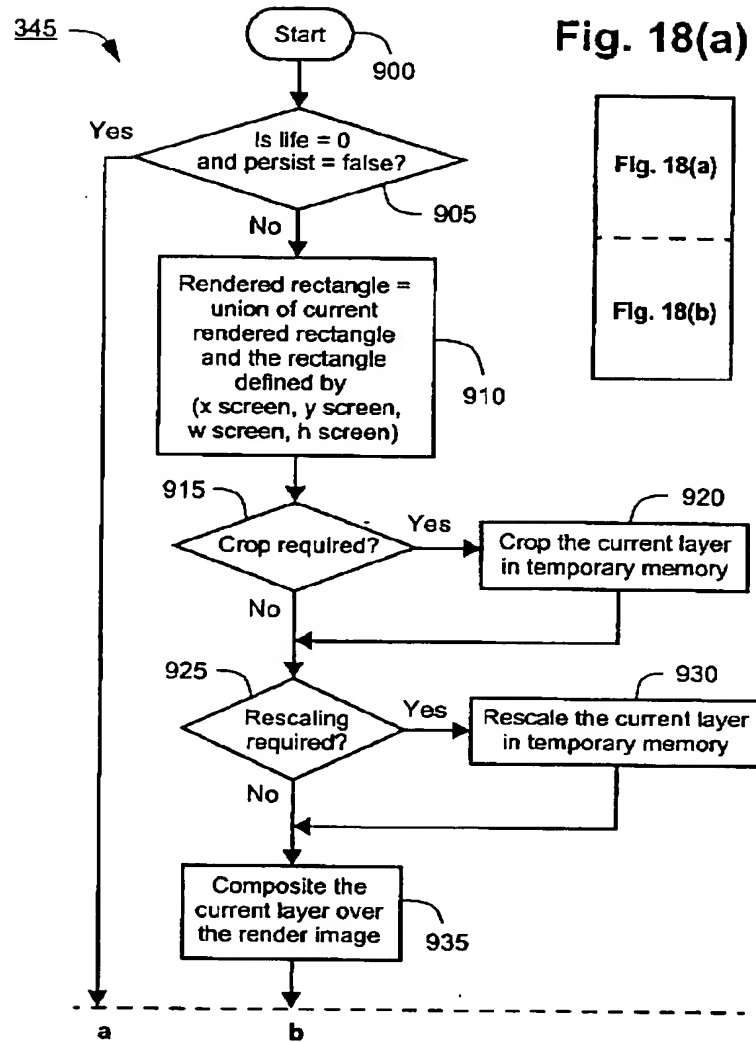 345
Start
900
Fig. 18(a)
Yes
Is life = 0
and persist = false?
905
No
Fig. 18(a)
Fig. 18(b)
Rendered rectangle =
union of current
rendered rectangle
and the rectangle
defined by
(x screen, y screen,
w screen, h screen)
910
915
Crop required?
Yes
920
Crop the current layer
in temporary memory
No
925
Rescaling
required?
Yes
930
Rescale the current layer
in temporary memory
No
Composite the
current layer over
the render image
935
a
b